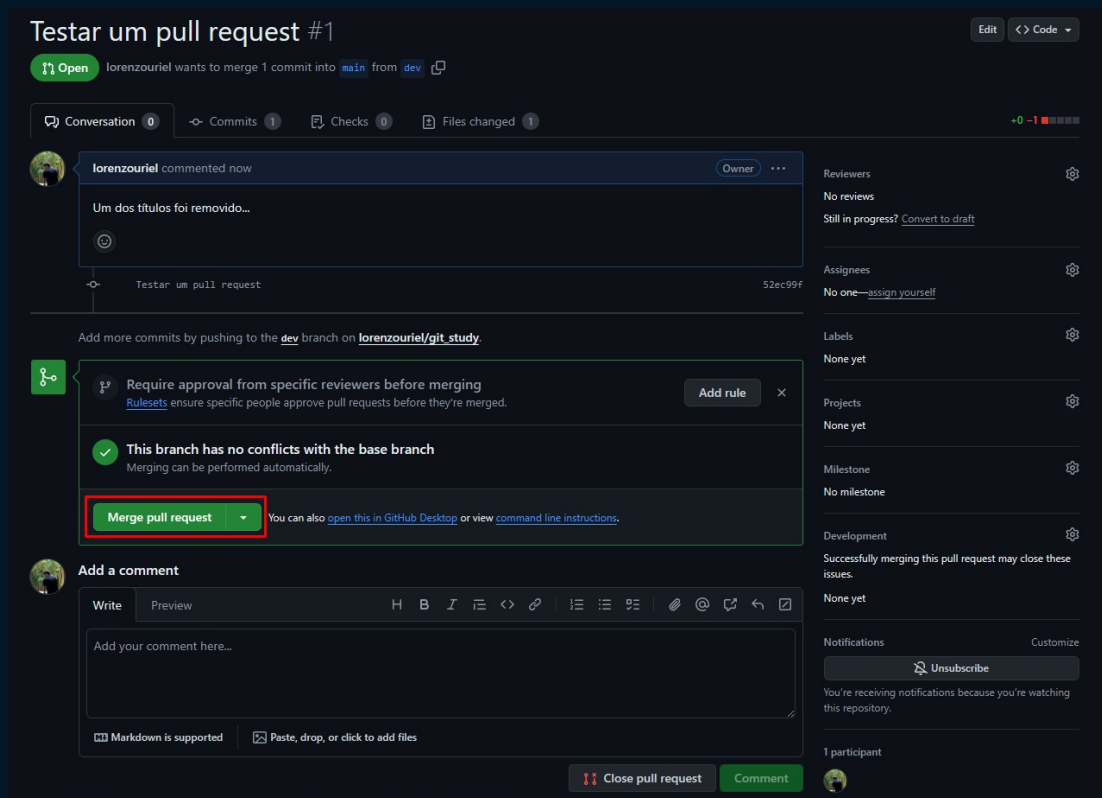 Testar um pull request #1
Edit
<> Code
Open
lorenzouriel wants to merge 1 commit into main from dev
Conversation 0
Commits 1
Checks 0
Files changed 1
+0 −1
lorenzouriel commented now
Owner
Um dos títulos foi removido...
Testar um pull request
52ec99f
Add more commits by pushing to the dev branch on lorenzouriel/git_study.
Require approval from specific reviewers before merging
Rulesets ensure specific people approve pull requests before they're merged.
Add rule
This branch has no conflicts with the base branch
Merging can be performed automatically.
Merge pull request
You can also open this in GitHub Desktop or view command line instructions.
Add a comment
Write
Preview
Add your comment here...
Markdown is supported
Paste, drop, or click to add files
Close pull request
Comment
Reviewers
No reviews
Still in progress? Convert to draft
Assignees
No one—assign yourself
Labels
None yet
Projects
None yet
Milestone
No milestone
Development
Successfully merging this pull request may close these
issues.
None yet
Notifications
Customize
Unsubscribe
You're receiving notifications because you're watching
this repository.
1 participant